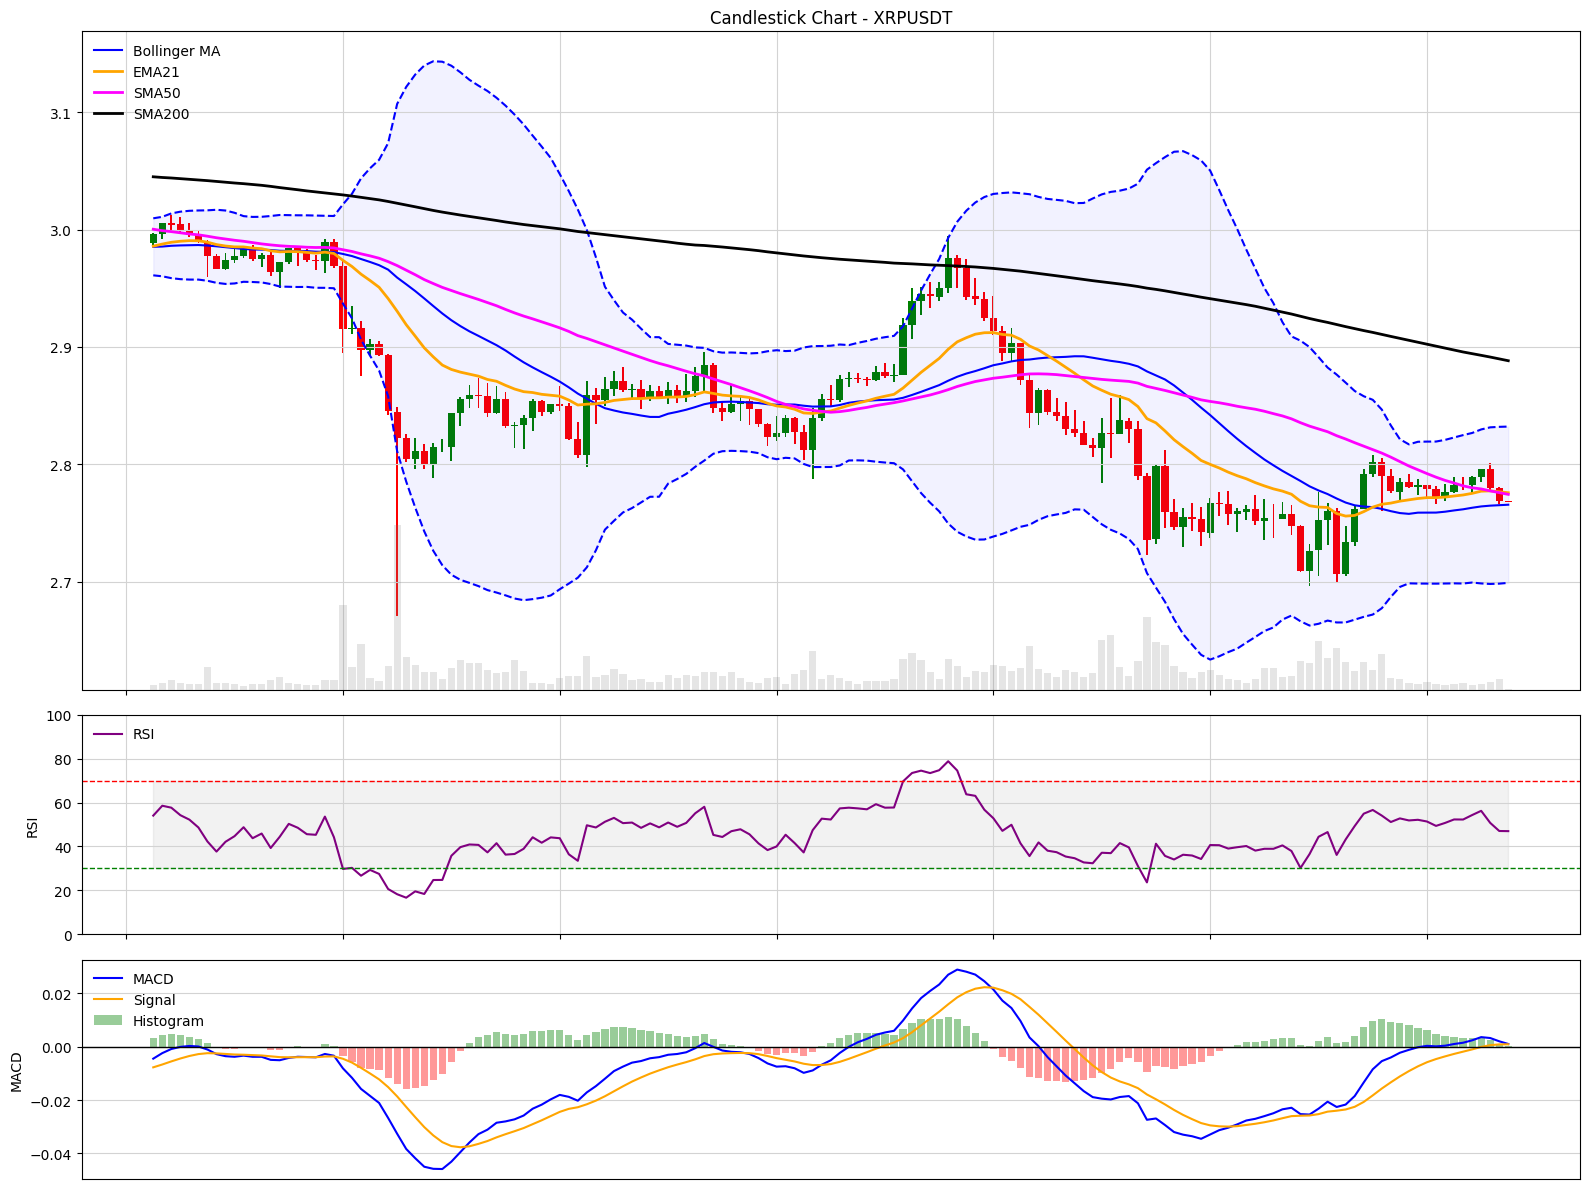 Candlestick Chart - XRPUSDT
Bollinger MA
EMA21
SMA50
SMA200
3.1
3.0
2.9
2.8
2.7
RSI
100
80
60
40
20
0
RSI
MACD
Signal
Histogram
0.02
0.00
−0.02
−0.04
MACD